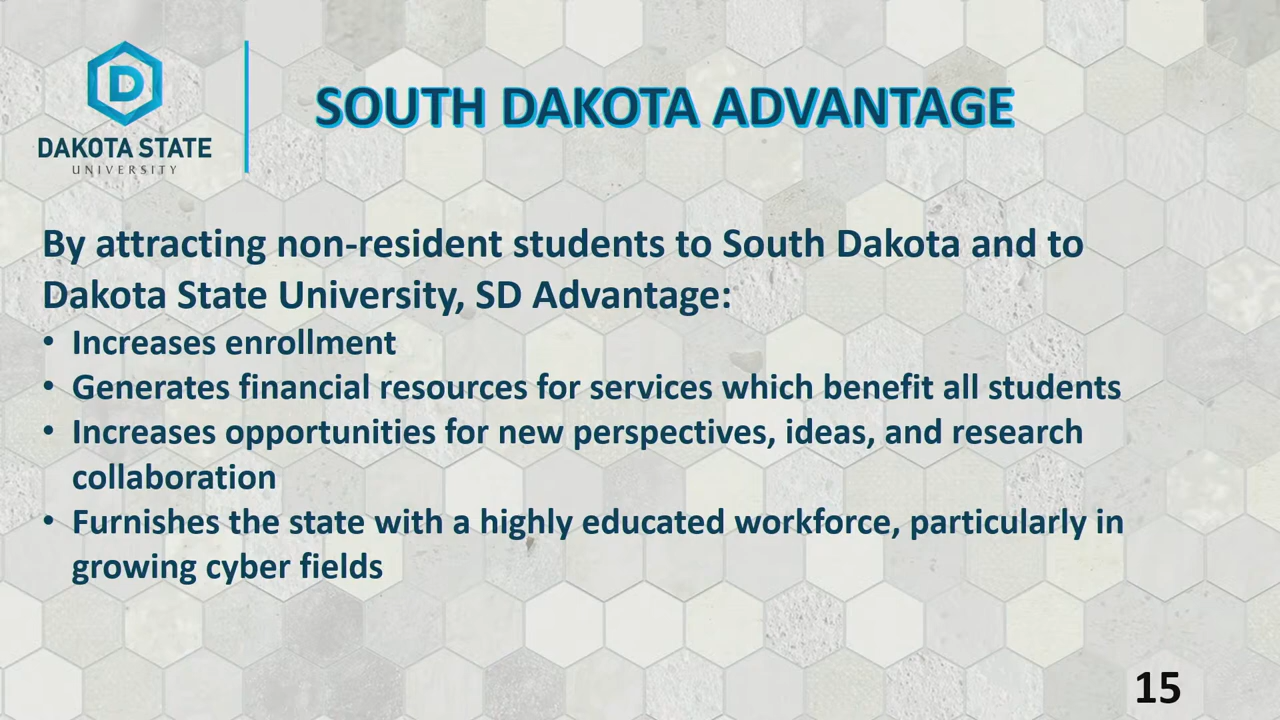 D
DAKOTA STATE
UNIVERSITY
SOUTH DAKOTA ADVANTAGE
By attracting non-resident students to South Dakota and to
Dakota State University, SD Advantage:
• Increases enrollment
• Generates financial resources for services which benefit all students
• Increases opportunities for new perspectives, ideas, and research
collaboration
• Furnishes the state with a highly educated workforce, particularly in
growing cyber fields
15